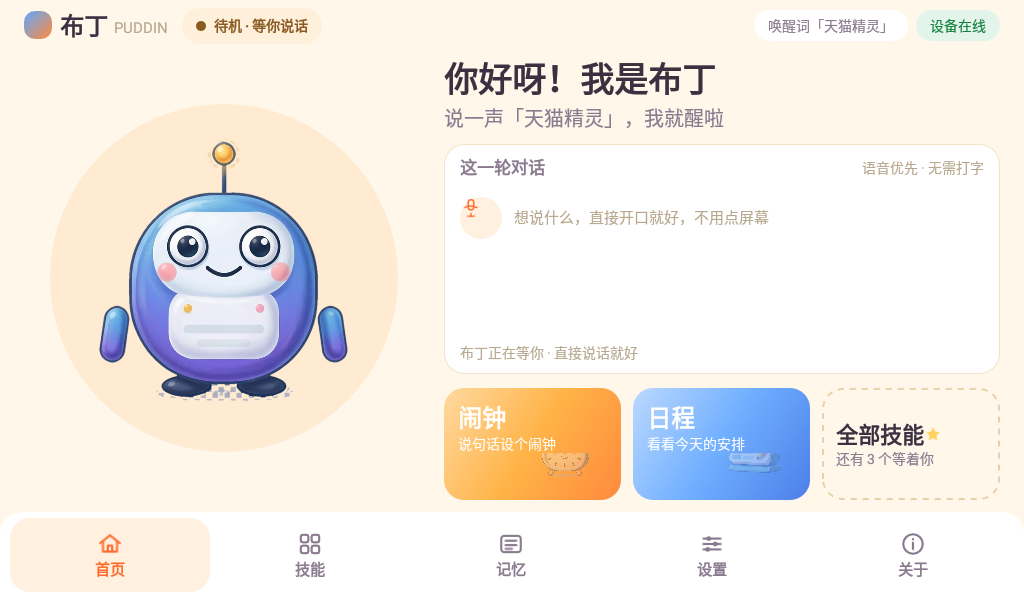 布丁 PUDDIN
待机 · 等你说话
唤醒词「天猫精灵」
设备在线
你好呀！我是布丁
说一声「天猫精灵」，我就醒啦
这一轮对话
语音优先 · 无需打字
想说什么，直接开口就好，不用点屏幕
布丁正在等你 · 直接说话就好
闹钟
说句话设个闹钟
日程
看看今天的安排
全部技能
还有 3 个等着你
首页
技能
记忆
设置
关于